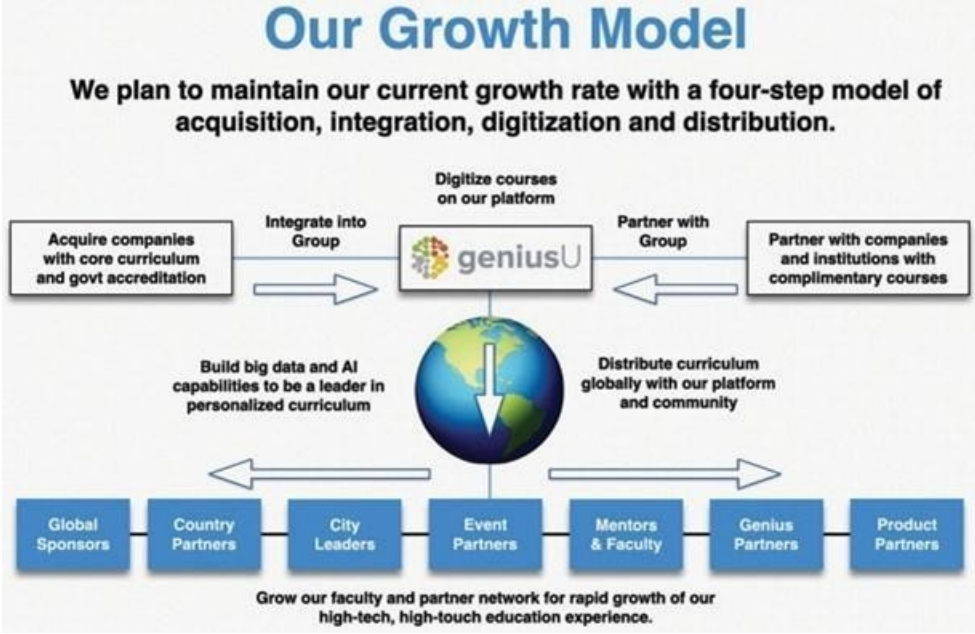 Our Growth Model
We plan to maintain our current growth rate with a four-step model of
acquisition, integration, digitization and distribution.
Digitize courses
on our platform
Acquire companies
with core curriculum
and govt accreditation
Integrate into
Group
geniusU
Partner with
Group
Partner with companies
and institutions with
complimentary courses
Build big data and AI
capabilities to be a leader in
personalized curriculum
Distribute curriculum
globally with our platform
and community
Global
Sponsors
Country
Partners
City
Leaders
Event
Partners
Mentors
& Faculty
Genius
Partners
Product
Partners
Grow our faculty and partner network for rapid growth of our
high-tech, high-touch education experience.